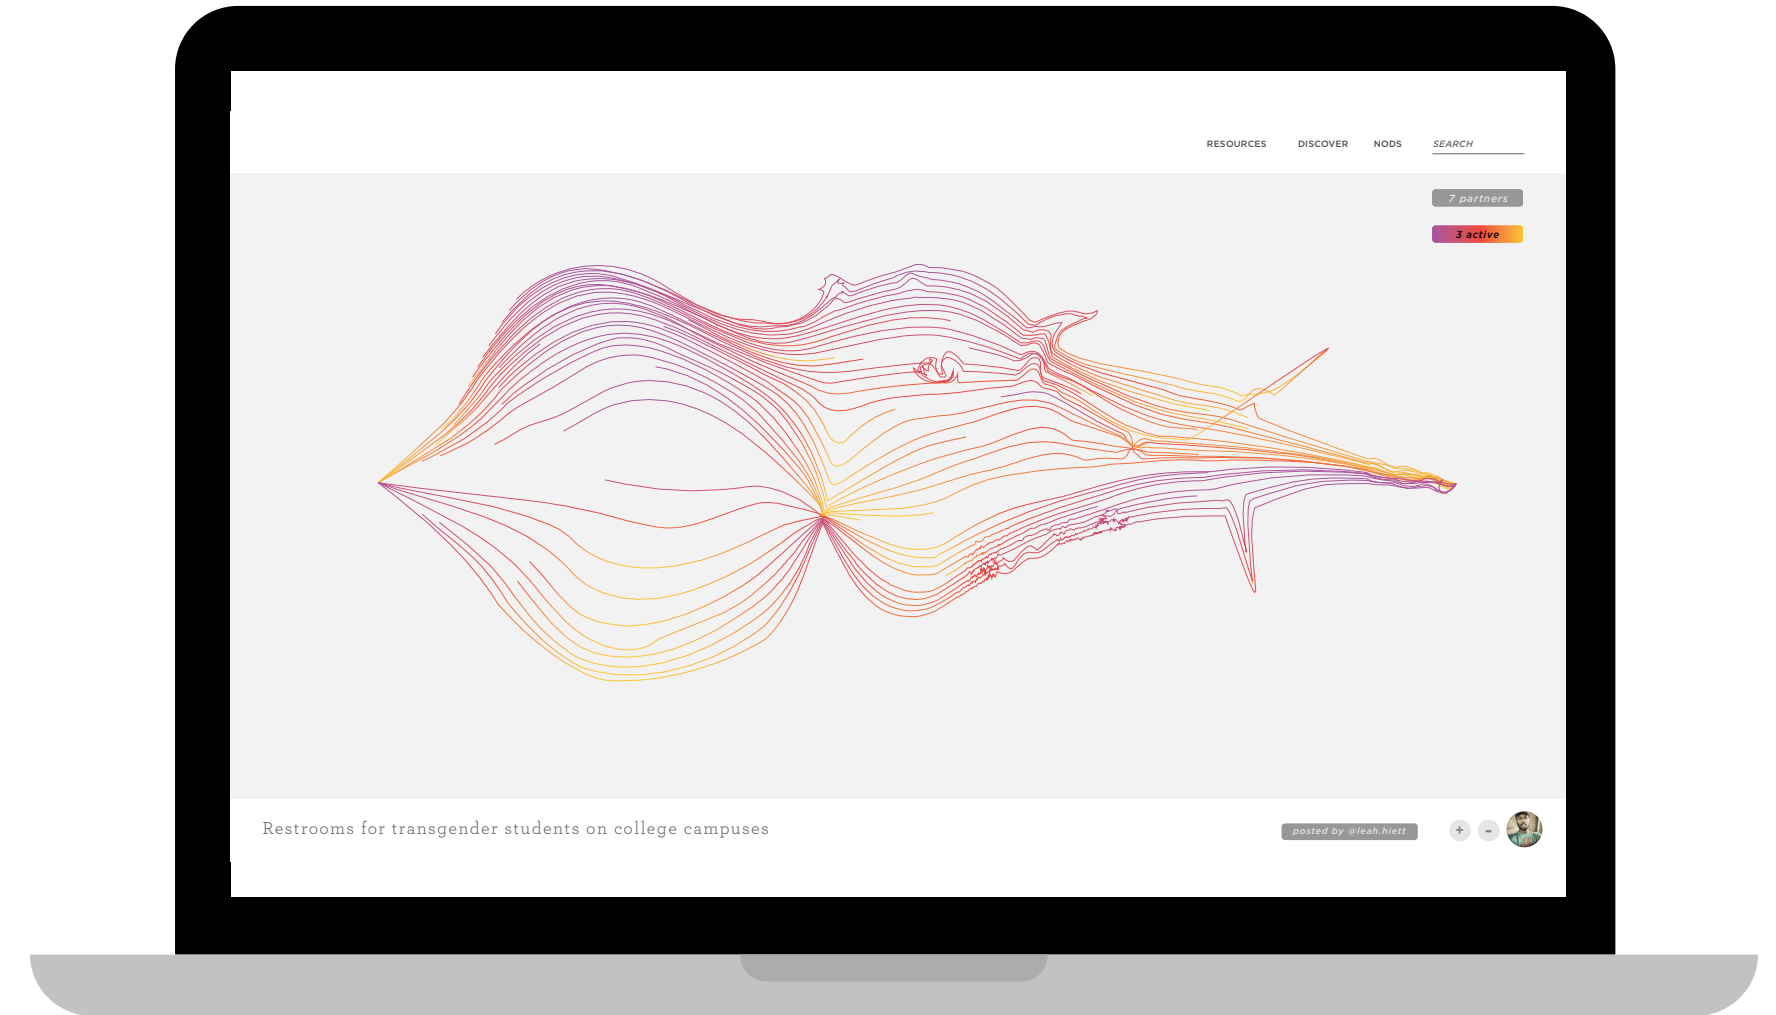 RESOURCES DISCOVER NODS SEARCH
7 partners
3 active
Restrooms for transgender students on college campuses
posted by @leah.hiett
+ -